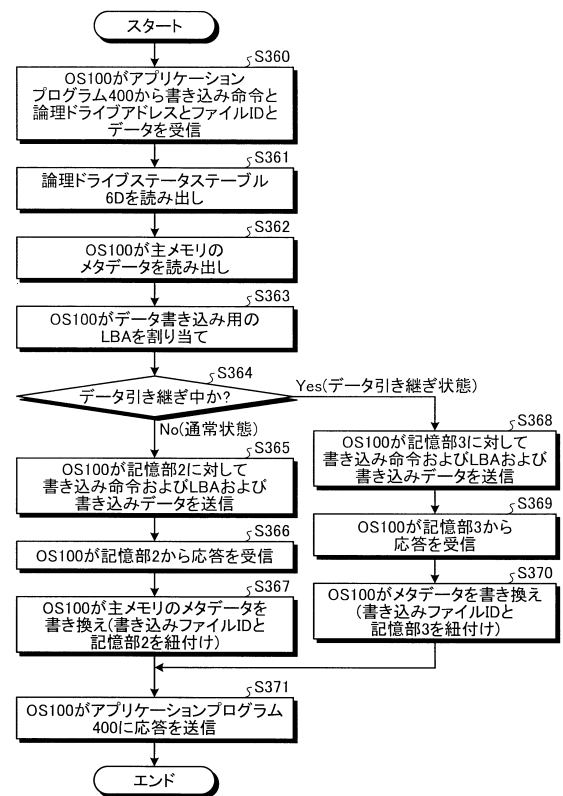 スタート
S360
OS100がアプリケーション
プログラム400から書き込み命令と
論理ドライブアドレスとファイルIDと
データを受信
S361
論理ドライブステータステーブル
6Dを読み出し
S362
OS100が主メモリの
メタデータを読み出し
S363
OS100がデータ書き込み用の
LBAを割り当て
S364
データ引き継ぎ中か?
Yes(データ引き継ぎ状態)
No(通常状態)
S365
OS100が記憶部2に対して
書き込み命令およびLBAおよび
書き込みデータを送信
S366
OS100が記憶部2から応答を受信
S367
OS100が主メモリのメタデータを
書き換え(書き込みファイルIDと
記憶部2を紐付け)
S368
OS100が記憶部3に対して
書き込み命令およびLBAおよび
書き込みデータを送信
S369
OS100が記憶部3から
応答を受信
S370
OS100がメタデータを書き換え
(書き込みファイルIDと
記憶部3を紐付け)
S371
OS100がアプリケーションプログラム
400に応答を送信
エンド